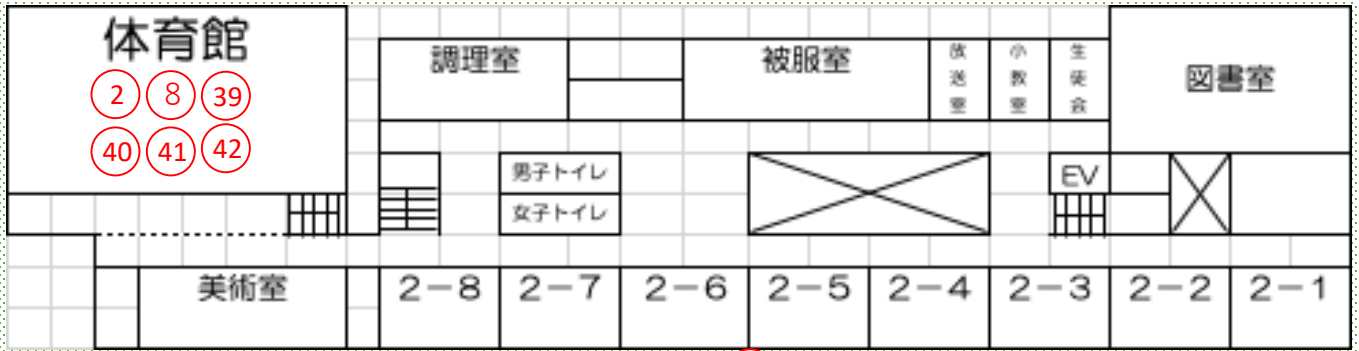 体育館
2 8 39
40 41 42
調理室
被服室
放送室
小教室
生徒会
図書室
男子トイレ
女子トイレ
EV
美術室
2-8
2-7
2-6
2-5
2-4
2-3
2-2
2-1